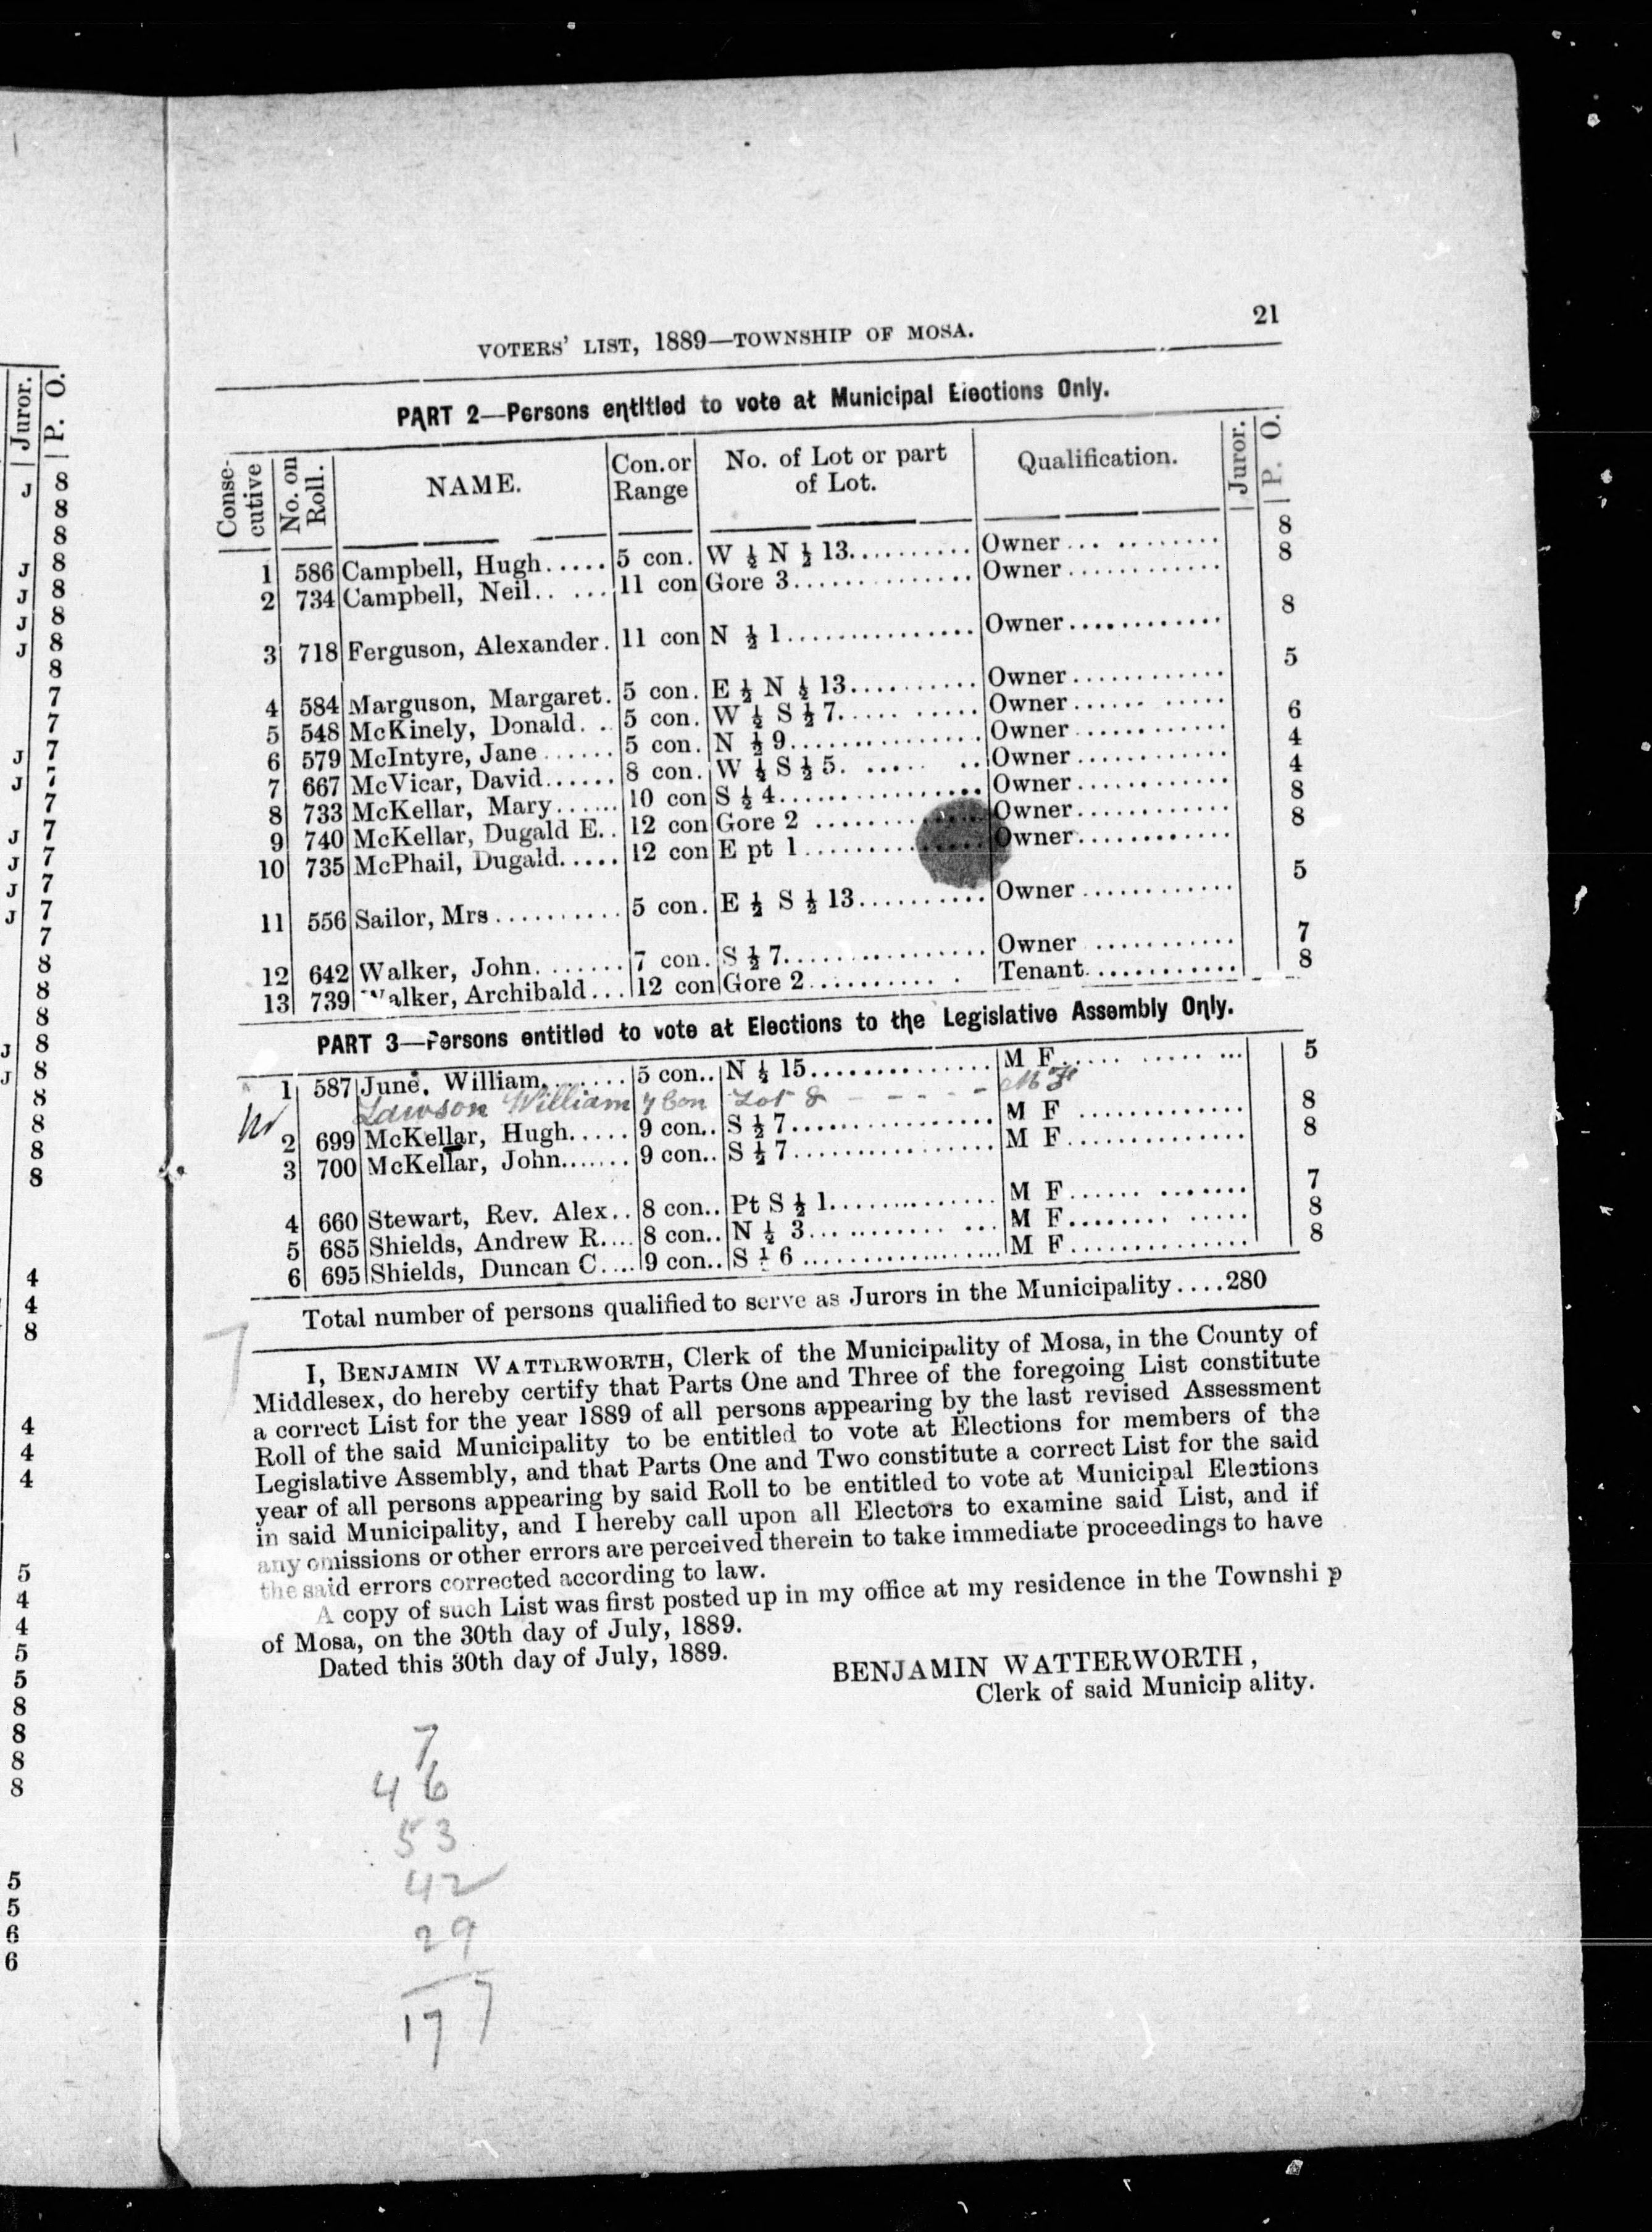 21
VOTERS' LIST, 1889—TOWNSHIP OF MOSA.
PART 2—Persons entitled to vote at Municipal Elections Only.
Conse-cutive No. on Roll. NAME. Con. or Range No. of Lot or part of Lot. Qualification. Juror. P. O.
1 586 Campbell, Hugh..... 5 con. W ½ N ½ 13.......... Owner... ......... 8
2 734 Campbell, Neil.. ... 11 con Gore 3............. Owner............ 8
3 718 Ferguson, Alexander. 11 con N ½ 1............... Owner............ 8
4 584 Marguson, Margaret. 5 con. E ½ N ½ 13.......... Owner............ 5
5 548 McKinely, Donald. .. 5 con. W ½ S ½ 7..... ..... Owner...... .....
6 579 McIntyre, Jane...... 5 con. N ½ 9............... Owner............ 6
7 667 McVicar, David...... 8 con. W ½ S ½ 5. ..... .. Owner............ 4
8 733 McKellar, Mary...... 10 con S ½ 4................ Owner............ 4
9 740 McKellar, Dugald E.. 12 con Gore 2 ............ Owner............ 8
10 735 McPhail, Dugald..... 12 con E pt 1.............. Owner............ 8
11 556 Sailor, Mrs.......... 5 con. E ½ S ½ 13.......... Owner............ 5
12 642 Walker, John....... 7 con. S ½ 7................ Owner ........... 7
13 739 Walker, Archibald... 12 con Gore 2.......... . Tenant............ 8
PART 3—Persons entitled to vote at Elections to the Legislative Assembly Only.
1 587 June, William....... 5 con.. N ½ 15.............. M F..... ..... ... 5
Lawson William 7 Con Lot 8 - - - - - M F
2 699 McKellar, Hugh..... 9 con.. S ½ 7................ M F ............. 8
3 700 McKellar, John....... 9 con.. S ½ 7................ M F.............. 8
4 660 Stewart, Rev. Alex.. 8 con.. Pt S ½ 1............. M F...... ........ 7
5 685 Shields, Andrew R.... 8 con.. N ½ 3............ ... M F........ ..... 8
6 695 Shields, Duncan C.... 9 con.. S ½ 6 ................ M F.............. 8
Total number of persons qualified to serve as Jurors in the Municipality....280
7
I, BENJAMIN WATTERWORTH, Clerk of the Municipality of Mosa, in the County of
Middlesex, do hereby certify that Parts One and Three of the foregoing List constitute
a correct List for the year 1889 of all persons appearing by the last revised Assessment
Roll of the said Municipality to be entitled to vote at Elections for members of the
Legislative Assembly, and that Parts One and Two constitute a correct List for the said
year of all persons appearing by said Roll to be entitled to vote at Municipal Elections
in said Municipality, and I hereby call upon all Electors to examine said List, and if
any omissions or other errors are perceived therein to take immediate proceedings to have
the said errors corrected according to law.
A copy of such List was first posted up in my office at my residence in the Townshi p
of Mosa, on the 30th day of July, 1889.
Dated this 30th day of July, 1889.
BENJAMIN WATTERWORTH,
Clerk of said Municip ality.
7
46
53
42
29
177